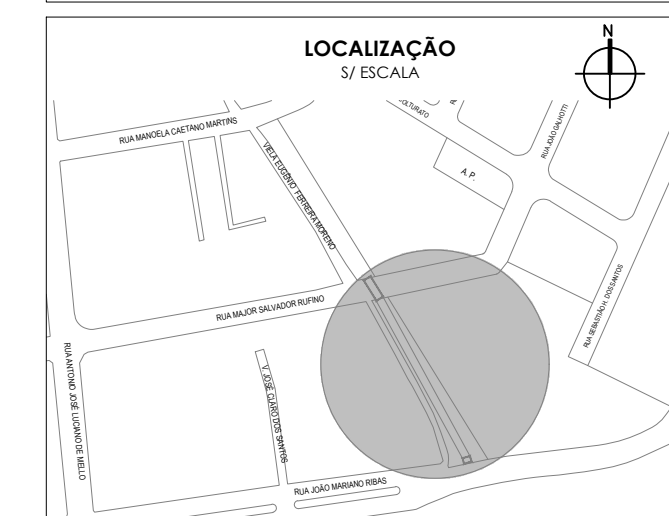 LOCALIZAÇÃO
S/ ESCALA
N
RUA MANOELA CAETANO MARTINS
VIELA EUGÊNIO FERREIRA MORENO
RUA JOÃO GALHOTTI
A.P.
RUA MAJOR SALVADOR RUFINO
RUA SEBASTIÃO H. DOS SANTOS
RUA ANTONIO JOSÉ LUCIANO DE MELLO
V. JOSÉ CLARO DOS SANTOS
RUA JOÃO MARIANO RIBAS